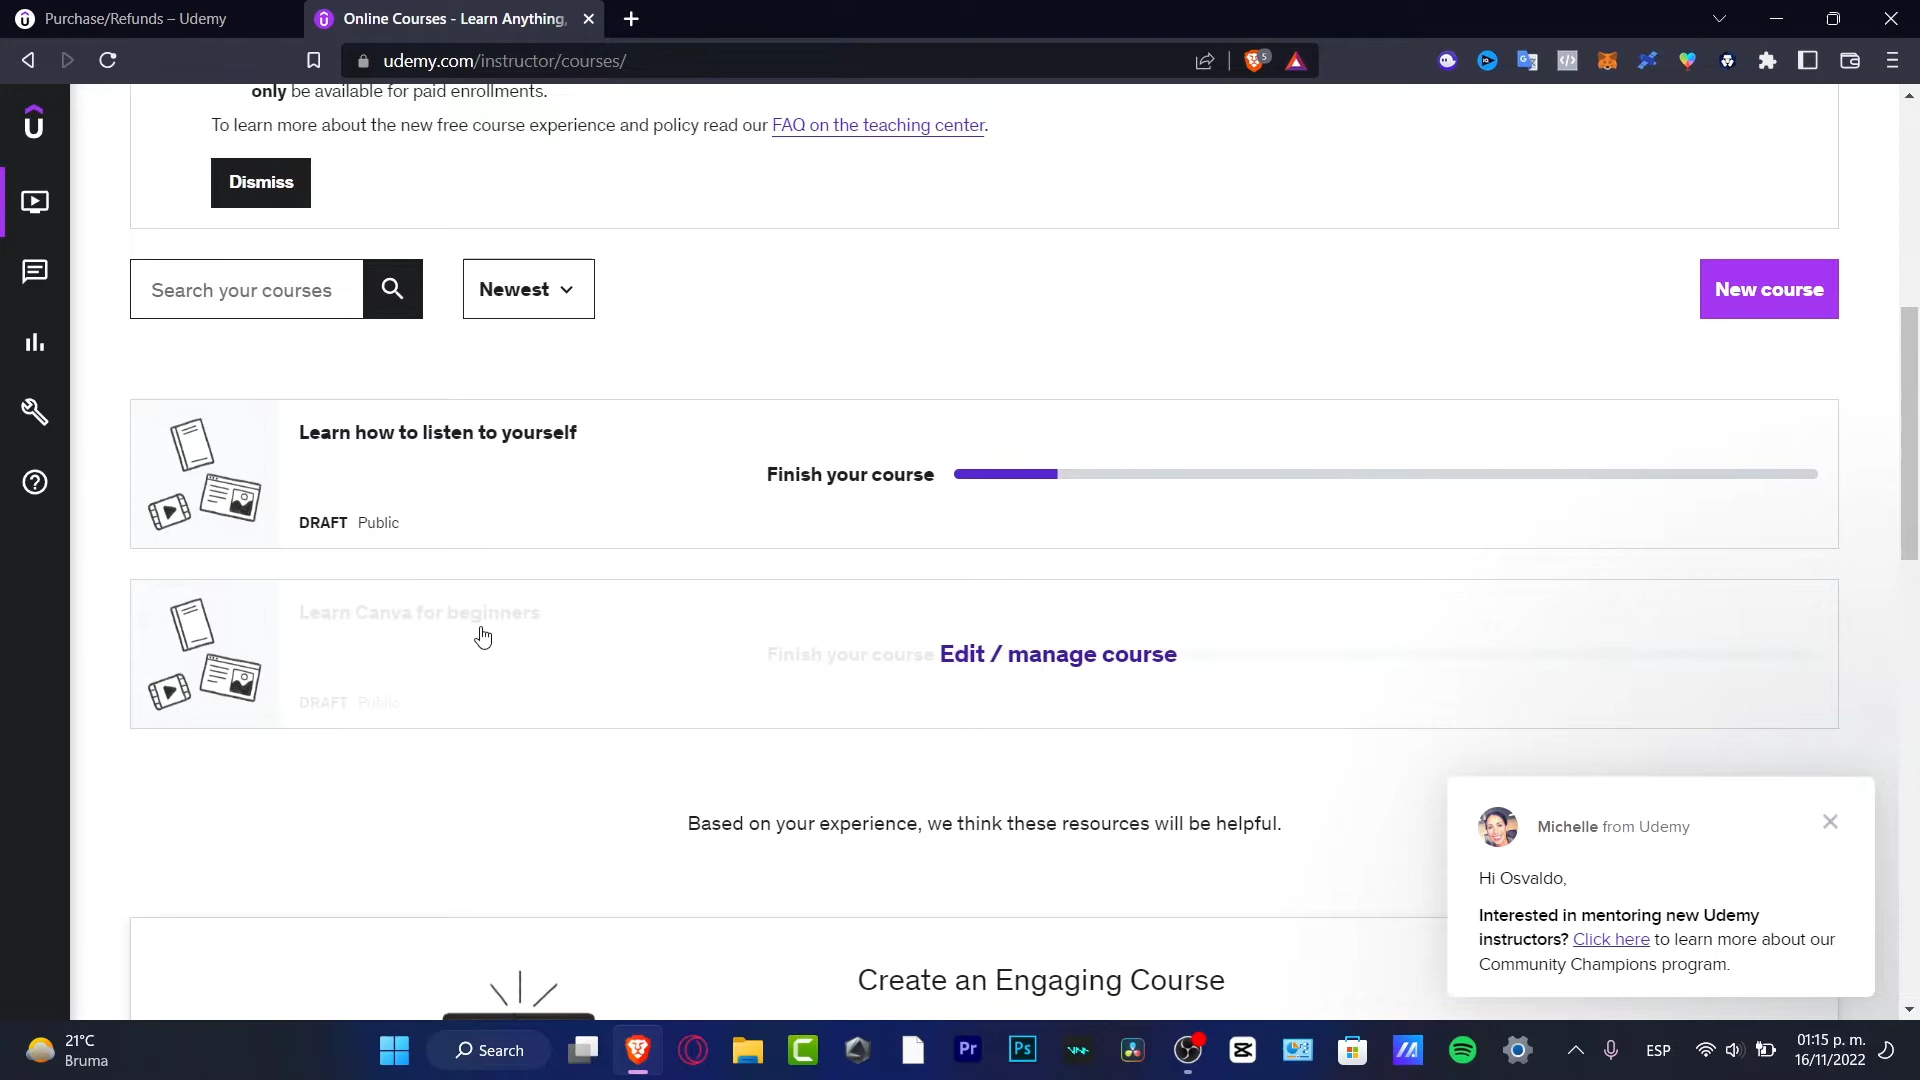 Purchase/Refunds – Udemy
Online Courses - Learn Anything,
udemy.com/instructor/courses/
5
only be available for paid enrollments.
To learn more about the new free course experience and policy read our FAQ on the teaching center.
Dismiss
Search your courses
Newest
New course
Learn how to listen to yourself
Finish your course
DRAFT Public
Learn Canva for beginners
Finish your course
Edit / manage course
DRAFT Public
Based on your experience, we think these resources will be helpful.
Michelle from Udemy
Hi Osvaldo,
Interested in mentoring new Udemy
instructors? Click here to learn more about our
Community Champions program.
Create an Engaging Course
21°C
Bruma
Search
Pr
Ps
ESP
01:15 p. m.
16/11/2022